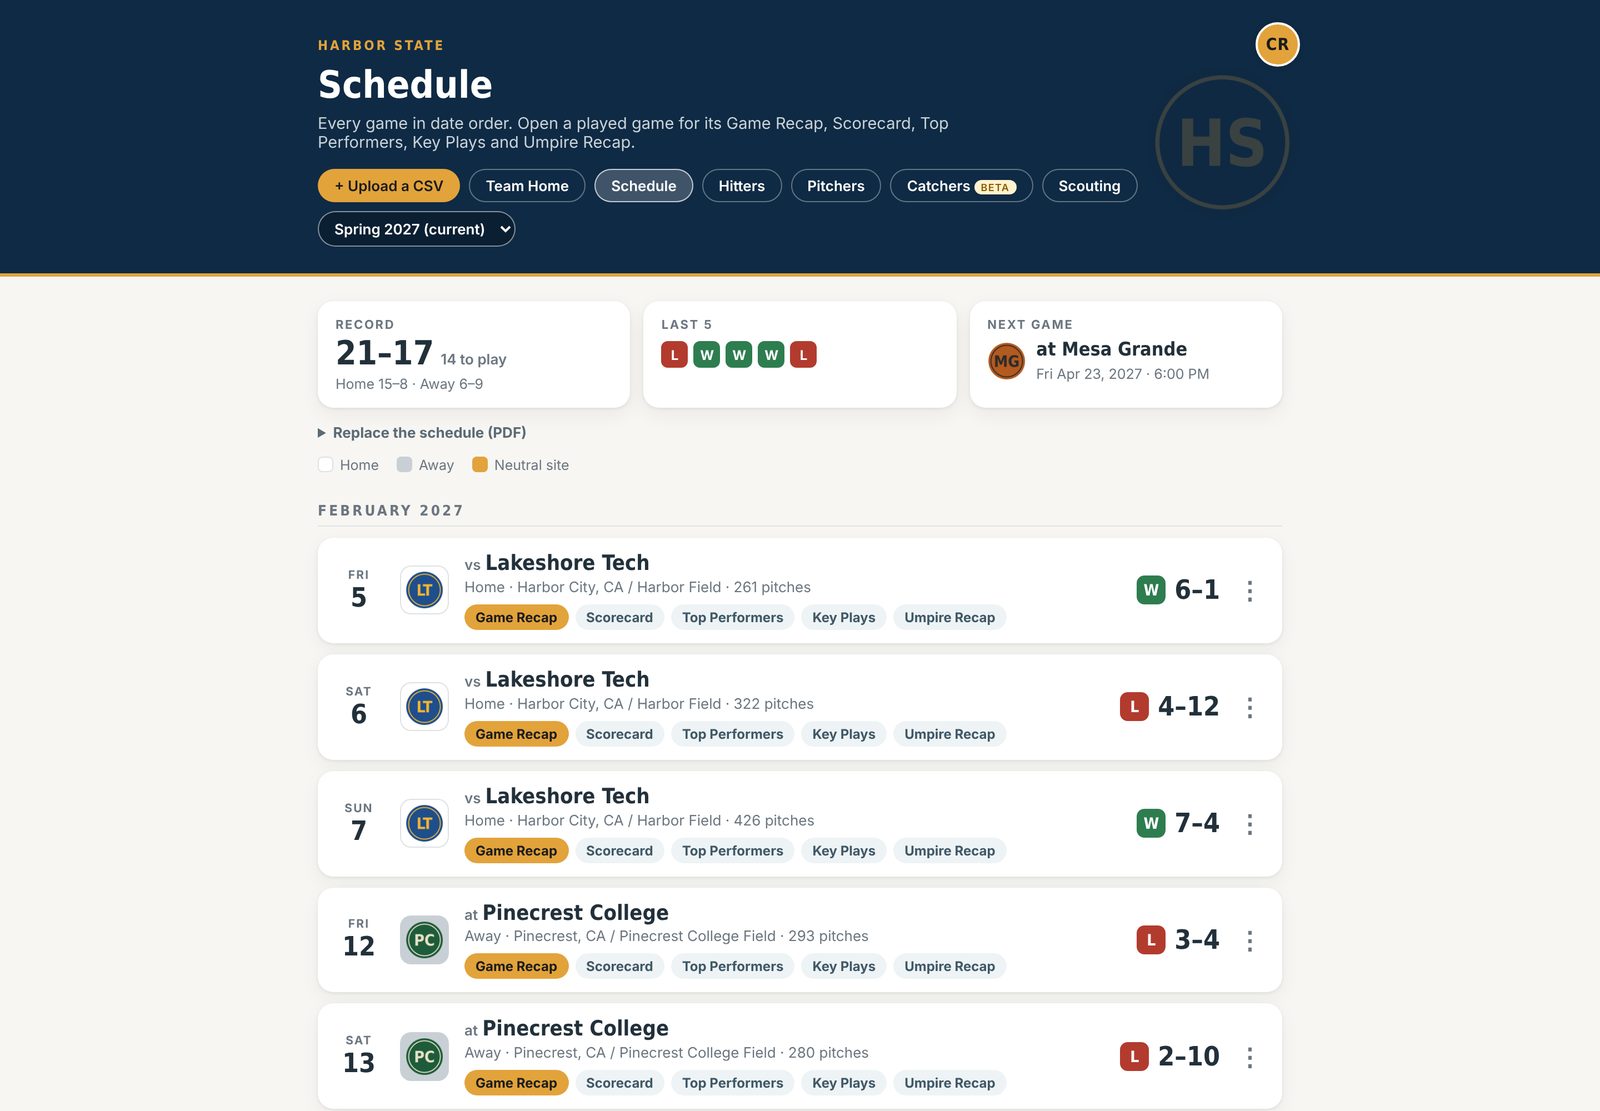 HARBOR STATE
CR
Schedule
HS
Every game in date order. Open a played game for its Game Recap, Scorecard, Top
Performers, Key Plays and Umpire Recap.
+ Upload a CSV Team Home Schedule Hitters Pitchers Catchers BETA Scouting
Spring 2027 (current)
RECORD
21–17 14 to play
Home 15–8 · Away 6–9
LAST 5
L W W W L
NEXT GAME
MG
at Mesa Grande
Fri Apr 23, 2027 · 6:00 PM
Replace the schedule (PDF)
Home Away Neutral site
FEBRUARY 2027
FRI
5
LT
vs Lakeshore Tech
Home · Harbor City, CA / Harbor Field · 261 pitches
Game Recap Scorecard Top Performers Key Plays Umpire Recap
W 6–1
SAT
6
LT
vs Lakeshore Tech
Home · Harbor City, CA / Harbor Field · 322 pitches
Game Recap Scorecard Top Performers Key Plays Umpire Recap
L 4–12
SUN
7
LT
vs Lakeshore Tech
Home · Harbor City, CA / Harbor Field · 426 pitches
Game Recap Scorecard Top Performers Key Plays Umpire Recap
W 7–4
FRI
12
PC
at Pinecrest College
Away · Pinecrest, CA / Pinecrest College Field · 293 pitches
Game Recap Scorecard Top Performers Key Plays Umpire Recap
L 3–4
SAT
13
PC
at Pinecrest College
Away · Pinecrest, CA / Pinecrest College Field · 280 pitches
Game Recap Scorecard Top Performers Key Plays Umpire Recap
L 2–10